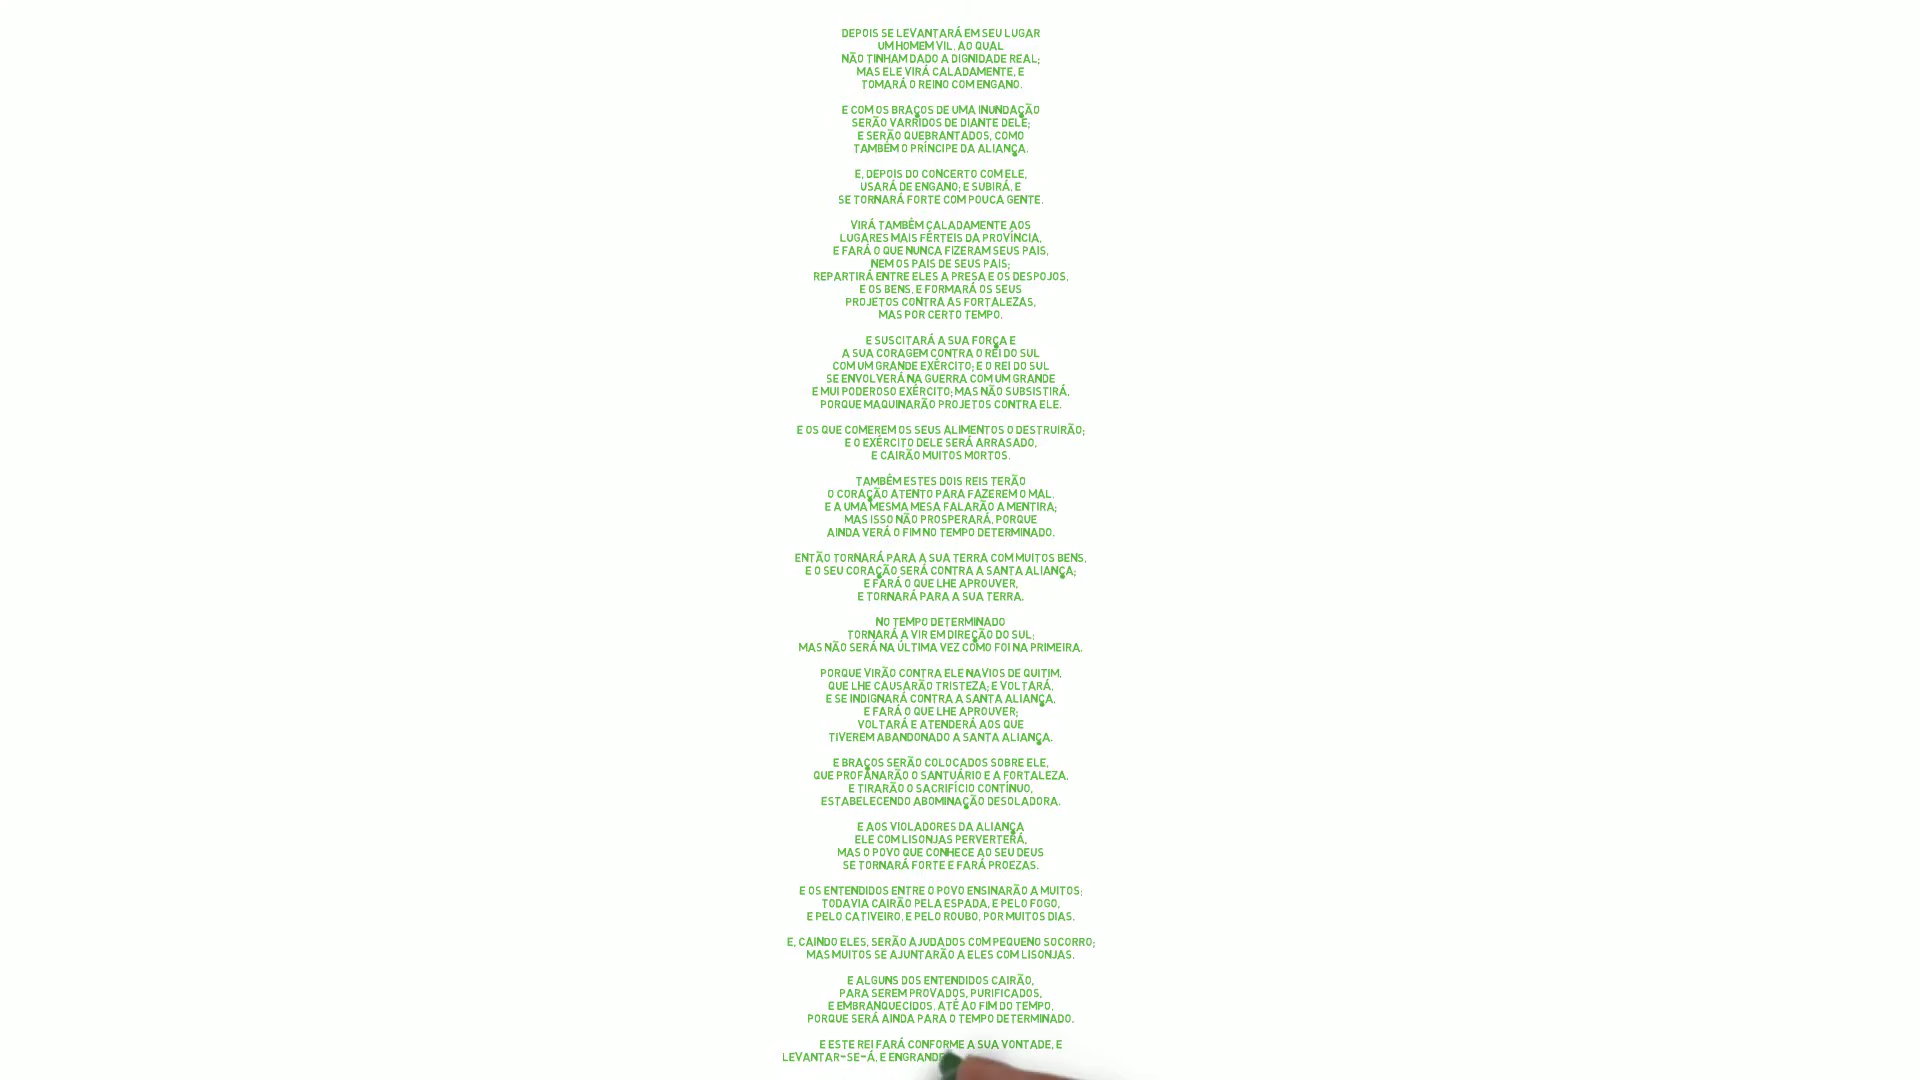 DEPOIS SE LEVANTARÁ EM SEU LUGAR
UM HOMEM VIL, AO QUAL
NÃO TINHAM DADO A DIGNIDADE REAL;
MAS ELE VIRÁ CALADAMENTE, E
TOMARÁ O REINO COM ENGANO.
E COM OS BRAÇOS DE UMA INUNDAÇÃO
SERÃO VARRIDOS DE DIANTE DELE;
E SERÃO QUEBRANTADOS, COMO
TAMBÉM O PRÍNCIPE DA ALIANÇA.
E, DEPOIS DO CONCERTO COM ELE,
USARÁ DE ENGANO; E SUBIRÁ, E
SE TORNARÁ FORTE COM POUCA GENTE.
VIRÁ TAMBÉM CALADAMENTE AOS
LUGARES MAIS FÉRTEIS DA PROVÍNCIA,
E FARÁ O QUE NUNCA FIZERAM SEUS PAIS,
NEM OS PAIS DE SEUS PAIS;
REPARTIRÁ ENTRE ELES A PRESA E OS DESPOJOS,
E OS BENS, E FORMARÁ OS SEUS
PROJETOS CONTRA AS FORTALEZAS,
MAS POR CERTO TEMPO.
E SUSCITARÁ A SUA FORÇA E
A SUA CORAGEM CONTRA O REI DO SUL
COM UM GRANDE EXÉRCITO; E O REI DO SUL
SE ENVOLVERÁ NA GUERRA COM UM GRANDE
E MUI PODEROSO EXÉRCITO; MAS NÃO SUBSISTIRÁ,
PORQUE MAQUINARÃO PROJETOS CONTRA ELE.
E OS QUE COMEREM OS SEUS ALIMENTOS O DESTRUIRÃO;
E O EXÉRCITO DELE SERÁ ARRASADO,
E CAIRÃO MUITOS MORTOS.
TAMBÉM ESTES DOIS REIS TERÃO
O CORAÇÃO ATENTO PARA FAZEREM O MAL,
E A UMA MESMA MESA FALARÃO A MENTIRA;
MAS ISSO NÃO PROSPERARÁ, PORQUE
AINDA VERÁ O FIM NO TEMPO DETERMINADO.
ENTÃO TORNARÁ PARA A SUA TERRA COM MUITOS BENS,
E O SEU CORAÇÃO SERÁ CONTRA A SANTA ALIANÇA;
E FARÁ O QUE LHE APROUVER,
E TORNARÁ PARA A SUA TERRA.
NO TEMPO DETERMINADO
TORNARÁ A VIR EM DIREÇÃO DO SUL;
MAS NÃO SERÁ NA ÚLTIMA VEZ COMO FOI NA PRIMEIRA.
PORQUE VIRÃO CONTRA ELE NAVIOS DE QUITIM,
QUE LHE CAUSARÃO TRISTEZA; E VOLTARÁ,
E SE INDIGNARÁ CONTRA A SANTA ALIANÇA,
E FARÁ O QUE LHE APROUVER;
VOLTARÁ E ATENDERÁ AOS QUE
TIVEREM ABANDONADO A SANTA ALIANÇA.
E BRAÇOS SERÃO COLOCADOS SOBRE ELE,
QUE PROFANARÃO O SANTUÁRIO E A FORTALEZA,
E TIRARÃO O SACRIFÍCIO CONTÍNUO,
ESTABELECENDO ABOMINAÇÃO DESOLADORA.
E AOS VIOLADORES DA ALIANÇA
ELE COM LISONJAS PERVERTERÁ,
MAS O POVO QUE CONHECE AO SEU DEUS
SE TORNARÁ FORTE E FARÁ PROEZAS.
E OS ENTENDIDOS ENTRE O POVO ENSINARÃO A MUITOS;
TODAVIA CAIRÃO PELA ESPADA, E PELO FOGO,
E PELO CATIVEIRO, E PELO ROUBO, POR MUITOS DIAS.
E, CAINDO ELES, SERÃO AJUDADOS COM PEQUENO SOCORRO;
MAS MUITOS SE AJUNTARÃO A ELES COM LISONJAS.
E ALGUNS DOS ENTENDIDOS CAIRÃO,
PARA SEREM PROVADOS, PURIFICADOS,
E EMBRANQUECIDOS, ATÉ AO FIM DO TEMPO,
PORQUE SERÁ AINDA PARA O TEMPO DETERMINADO.
E ESTE REI FARÁ CONFORME A SUA VONTADE, E
LEVANTAR-SE-Á, E ENGRANDE